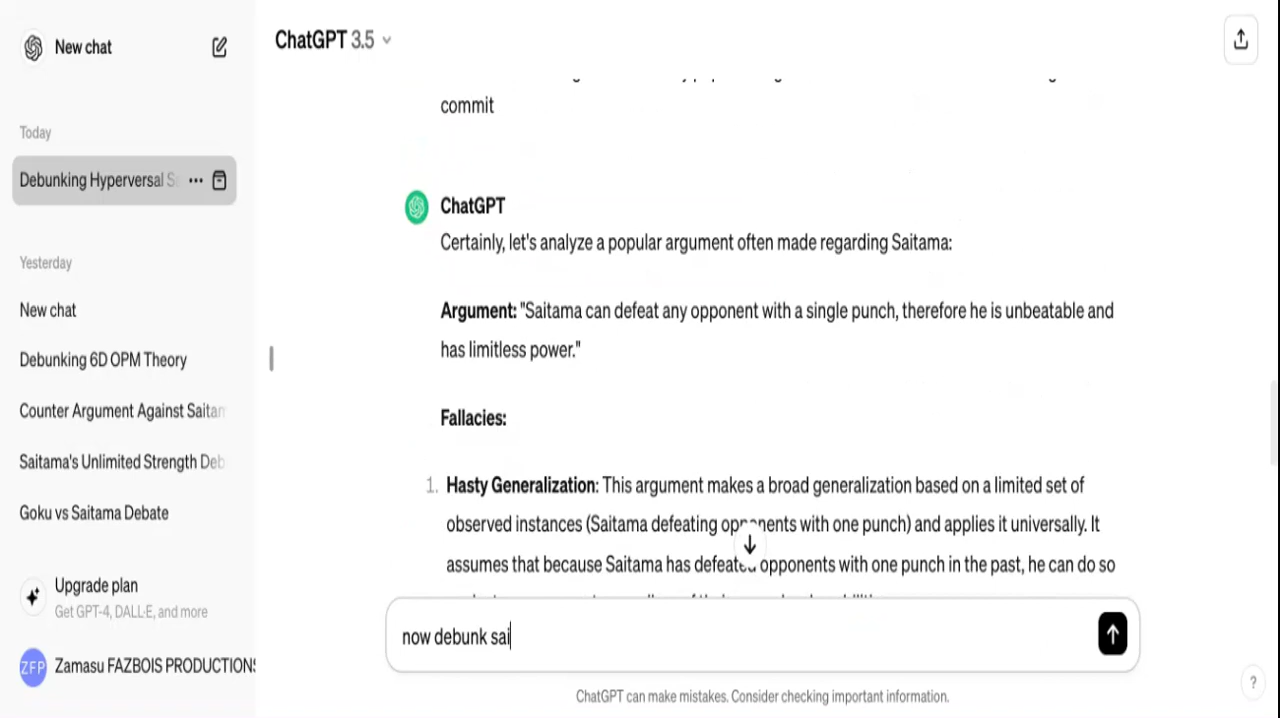 New chat
ChatGPT 3.5
Today
Debunking Hyperversal S
Yesterday
New chat
Debunking 6D OPM Theory
Counter Argument Against Saitan
Saitama's Unlimited Strength Deb
Goku vs Saitama Debate
Upgrade plan
Get GPT-4, DALL·E, and more
ZFP
Zamasu FAZBOIS PRODUCTIONS
commit
ChatGPT
Certainly, let's analyze a popular argument often made regarding Saitama:
Argument: "Saitama can defeat any opponent with a single punch, therefore he is unbeatable and
has limitless power."
Fallacies:
1. Hasty Generalization: This argument makes a broad generalization based on a limited set of
observed instances (Saitama defeating opponents with one punch) and applies it universally. It
assumes that because Saitama has defeated opponents with one punch in the past, he can do so
now debunk sai
ChatGPT can make mistakes. Consider checking important information.
?